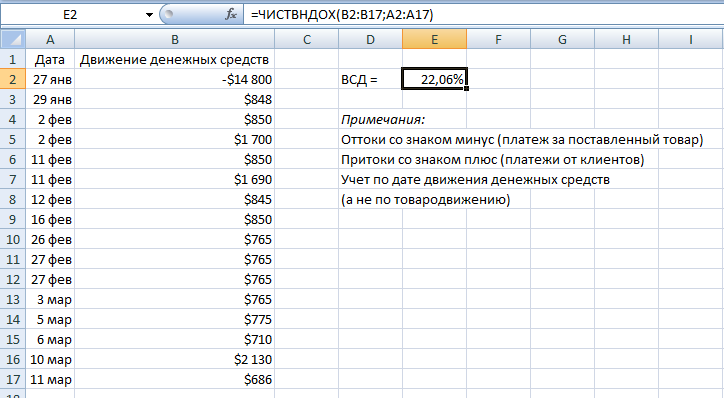 E2 fx =ЧИСТВНДОХ(B2:B17;A2:A17)
A B C D E F G H I
1 Дата Движение денежных средств
2 27 янв -$14 800 ВСД = 22,06%
3 29 янв $848
4 2 фев $850 Примечания:
5 2 фев $1 700 Оттоки со знаком минус (платеж за поставленный товар)
6 11 фев $850 Притоки со знаком плюс (платежи от клиентов)
7 11 фев $1 690 Учет по дате движения денежных средств
8 12 фев $845 (а не по товародвижению)
9 16 фев $850
10 26 фев $765
11 27 фев $765
12 27 фев $765
13 3 мар $765
14 5 мар $775
15 6 мар $710
16 10 мар $2 130
17 11 мар $686